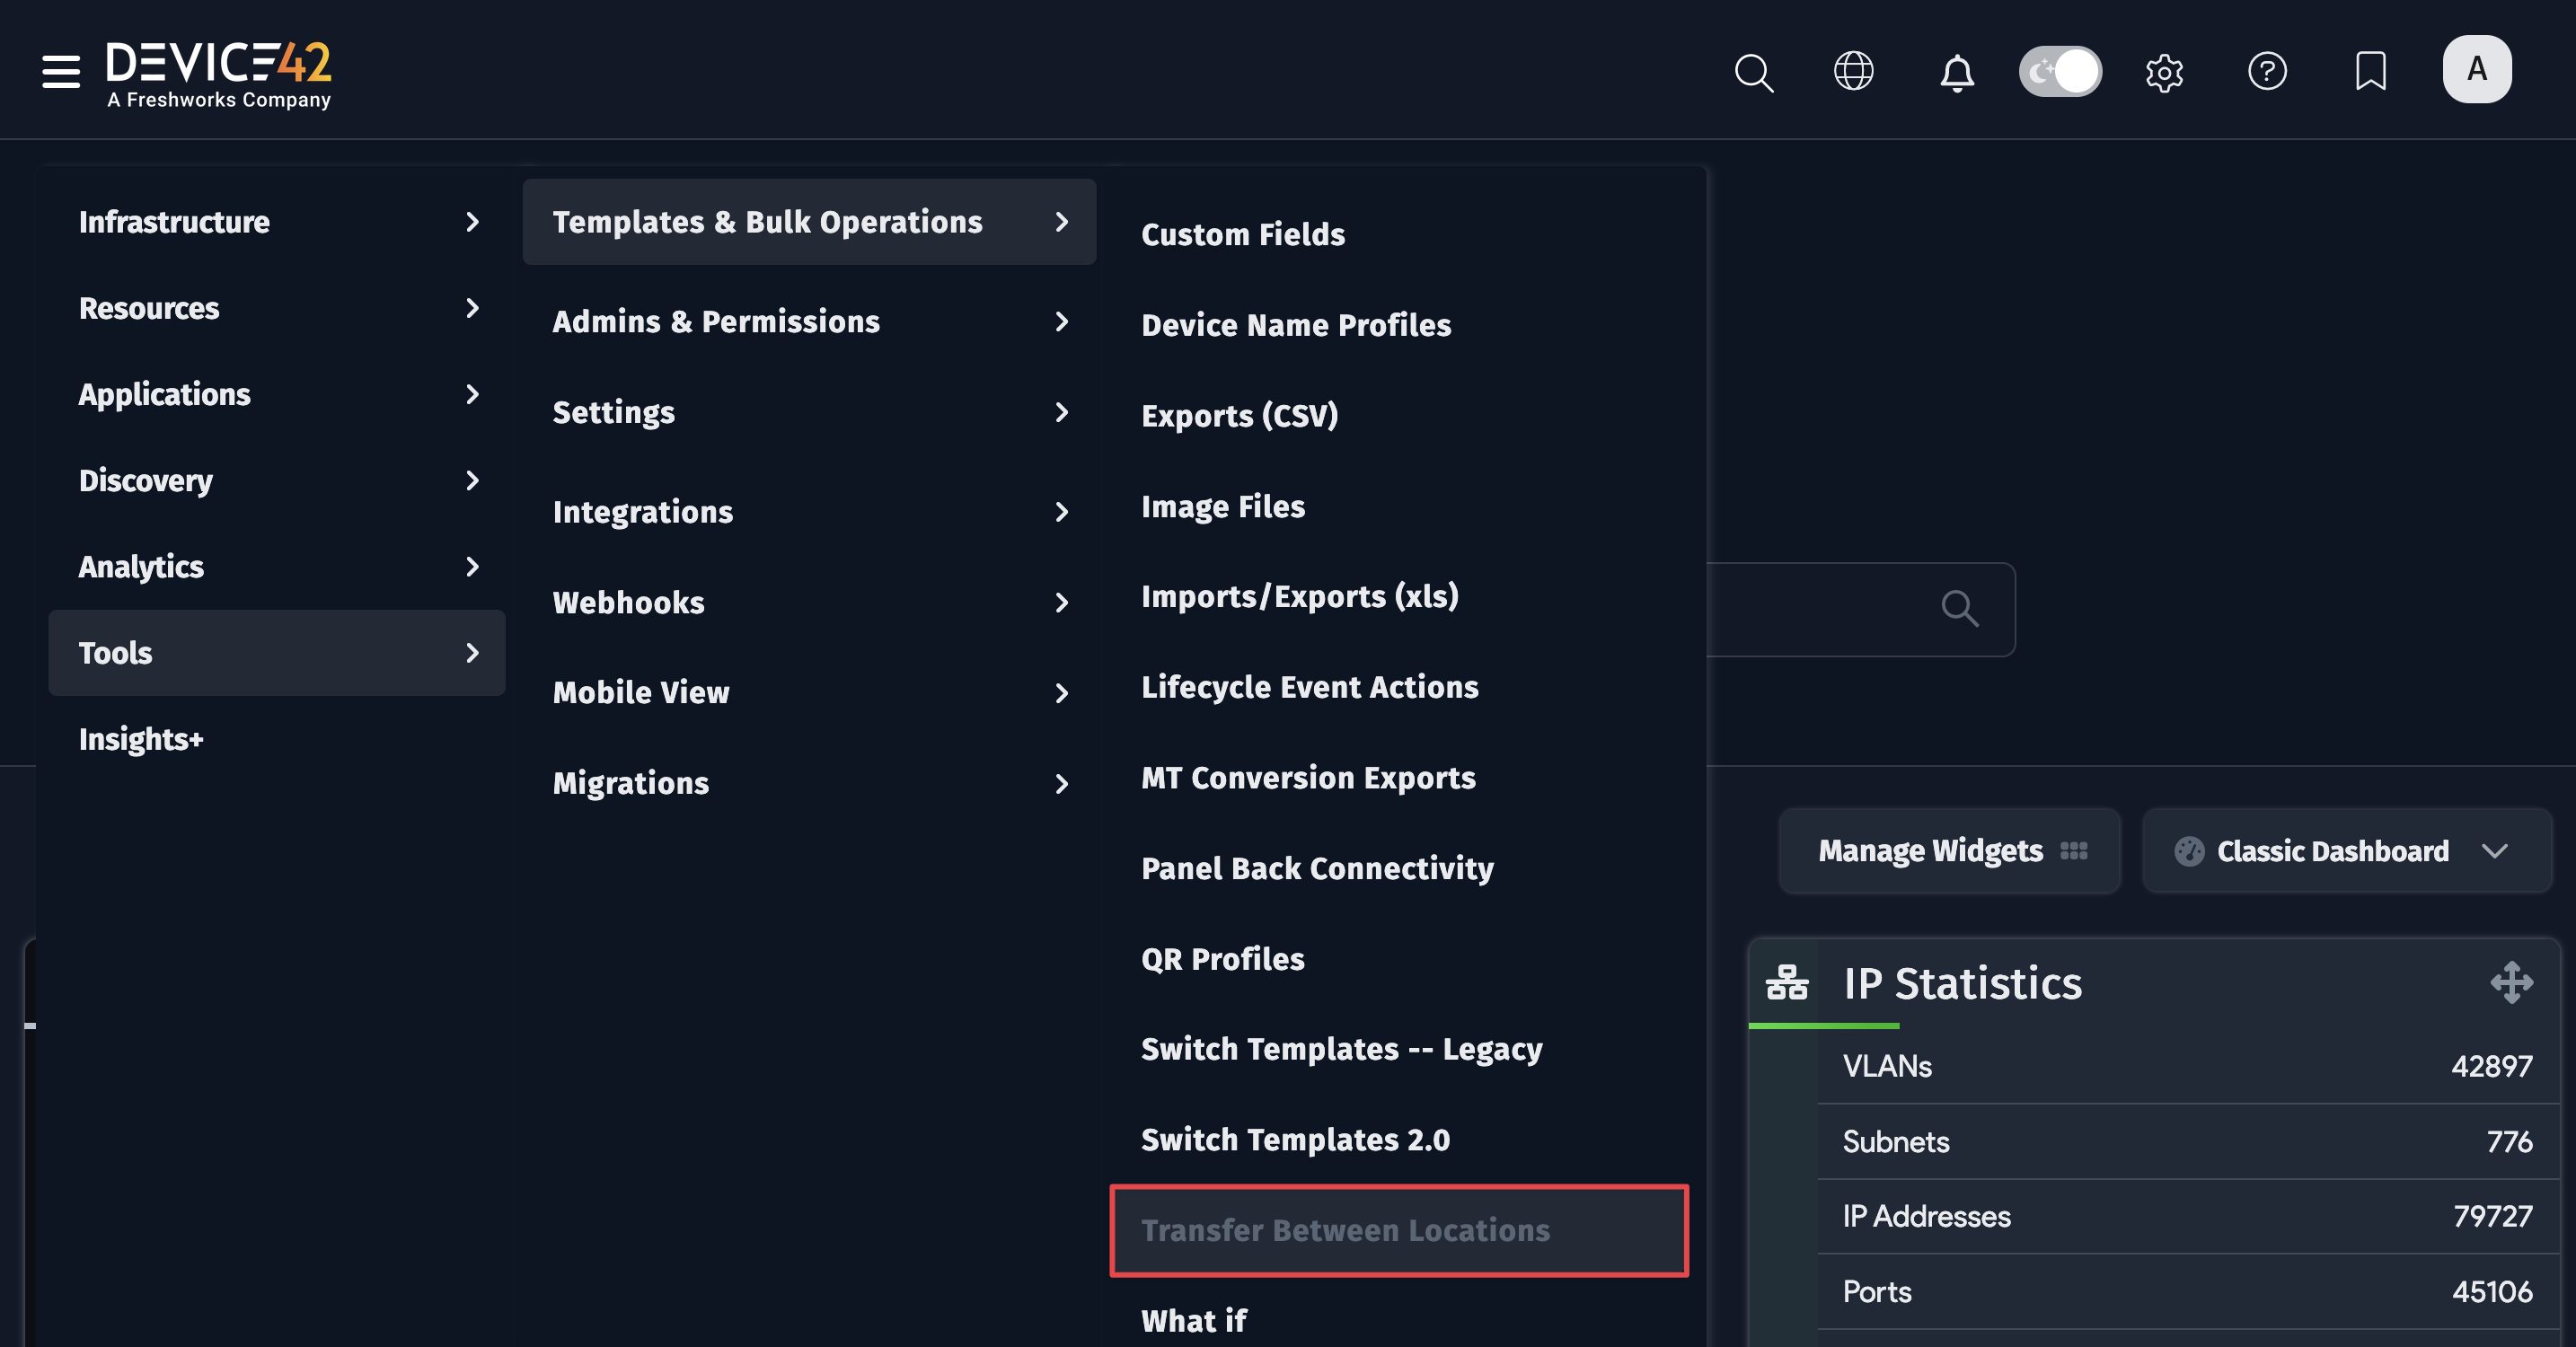 DEVICE42
A Freshworks Company
A
Infrastructure
Resources
Applications
Discovery
Analytics
Tools
Insights+
Templates & Bulk Operations
Admins & Permissions
Settings
Integrations
Webhooks
Mobile View
Migrations
Custom Fields
Device Name Profiles
Exports (CSV)
Image Files
Imports/Exports (xls)
Lifecycle Event Actions
MT Conversion Exports
Panel Back Connectivity
QR Profiles
Switch Templates -- Legacy
Switch Templates 2.0
Transfer Between Locations
What if
Manage Widgets
Classic Dashboard
IP Statistics
VLANs 42897
Subnets 776
IP Addresses 79727
Ports 45106